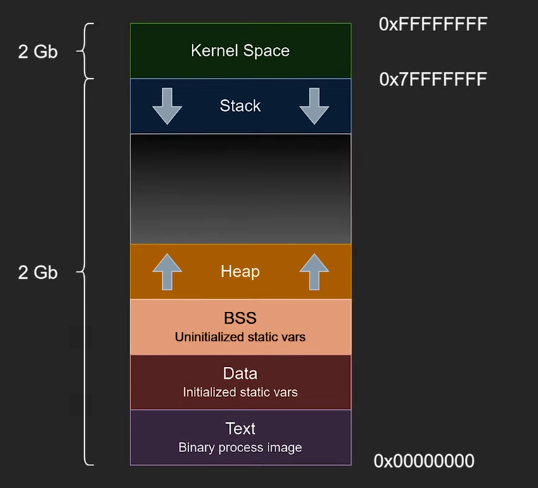 0xFFFFFFFF
2 Gb
Kernel Space
0x7FFFFFFF
Stack
2 Gb
Heap
BSS
Uninitialized static vars
Data
Initialized static vars
Text
Binary process image
0x00000000